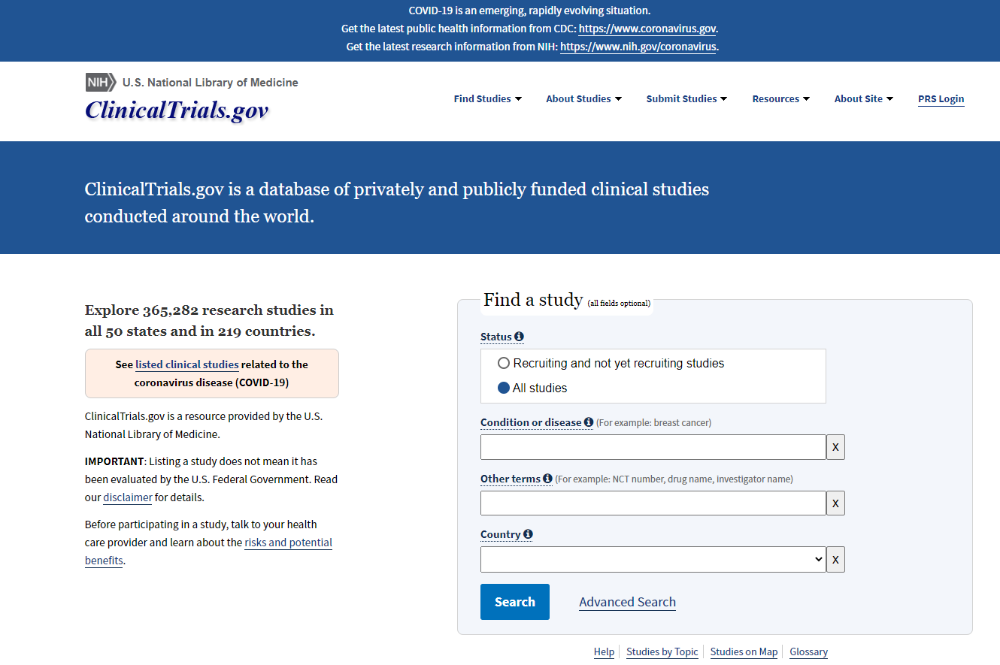 COVID-19 is an emerging, rapidly evolving situation.
Get the latest public health information from CDC: https://www.coronavirus.gov.
Get the latest research information from NIH: https://www.nih.gov/coronavirus.
NIH U.S. National Library of Medicine
ClinicalTrials.gov
Find Studies About Studies Submit Studies Resources About Site PRS Login
ClinicalTrials.gov is a database of privately and publicly funded clinical studies
conducted around the world.
Explore 365,282 research studies in
all 50 states and in 219 countries.
See listed clinical studies related to the
coronavirus disease (COVID-19)
ClinicalTrials.gov is a resource provided by the U.S.
National Library of Medicine.
IMPORTANT: Listing a study does not mean it has
been evaluated by the U.S. Federal Government. Read
our disclaimer for details.
Before participating in a study, talk to your health
care provider and learn about the risks and potential
benefits.
Find a study (all fields optional)
Status
Recruiting and not yet recruiting studies
All studies
Condition or disease (For example: breast cancer)
X
Other terms (For example: NCT number, drug name, investigator name)
X
Country
X
Search Advanced Search
Help Studies by Topic Studies on Map Glossary